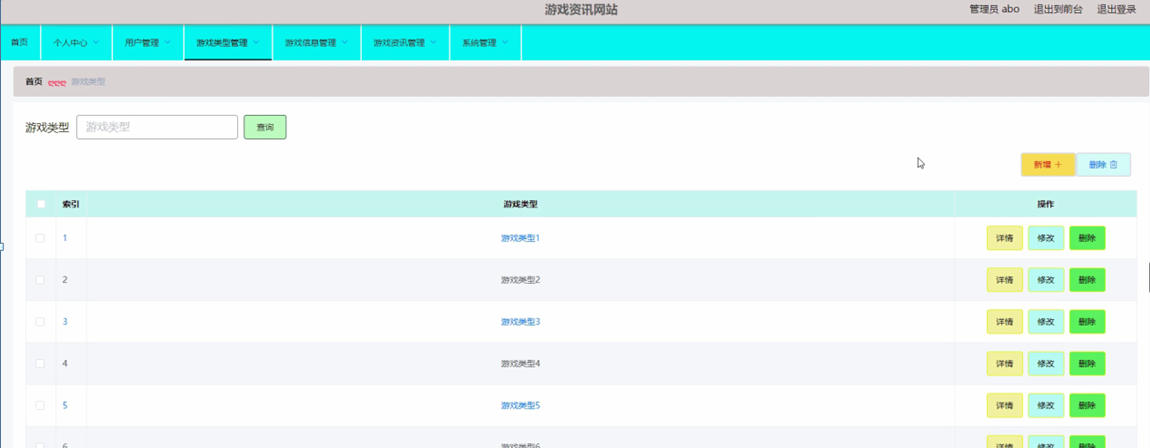 游戏资讯网站
管理员 abo 退出到前台 退出登录
首页 个人中心 用户管理 游戏类型管理 游戏信息管理 游戏资讯管理 系统管理
首页 ღღღ 游戏类型
游戏类型 游戏类型 查询
新增 + 删除
索引 游戏类型 操作
1 游戏类型1 详情 修改 删除
2 游戏类型2 详情 修改 删除
3 游戏类型3 详情 修改 删除
4 游戏类型4 详情 修改 删除
5 游戏类型5 详情 修改 删除
6 游戏类型6 详情 修改 删除